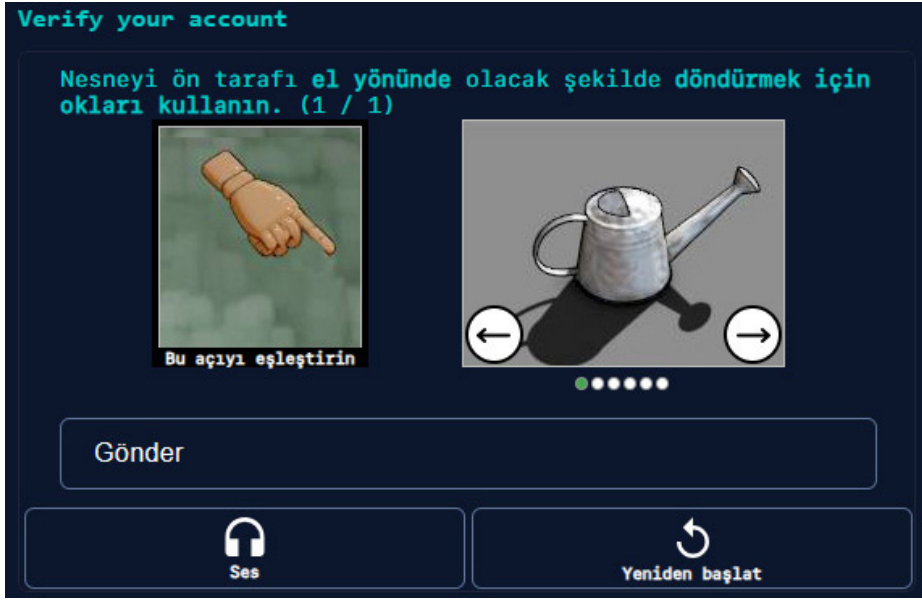 Verify your account
Nesneyi ön tarafı el yönünde olacak şekilde döndürmek için
okları kullanın. (1 / 1)
Bu açıyı eşleştirin
Gönder
Ses
Yeniden başlat